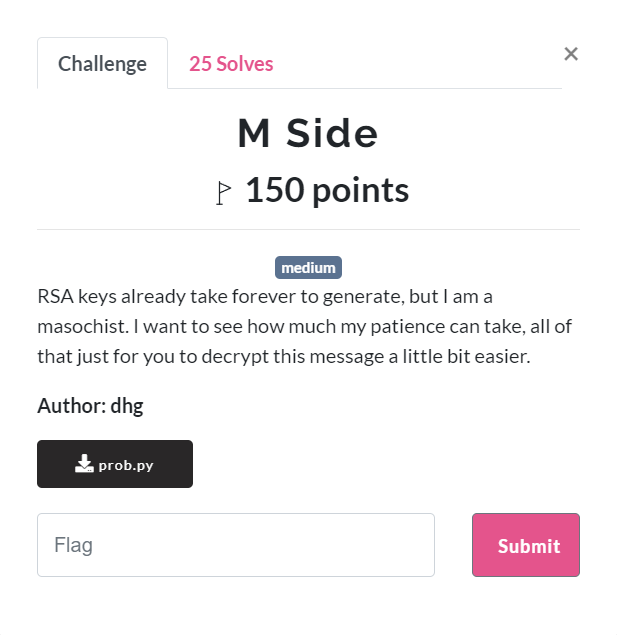 Challenge
25 Solves
×
M Side
150 points
medium
RSA keys already take forever to generate, but I am a
masochist. I want to see how much my patience can take, all of
that just for you to decrypt this message a little bit easier.
Author: dhg
prob.py
Flag
Submit